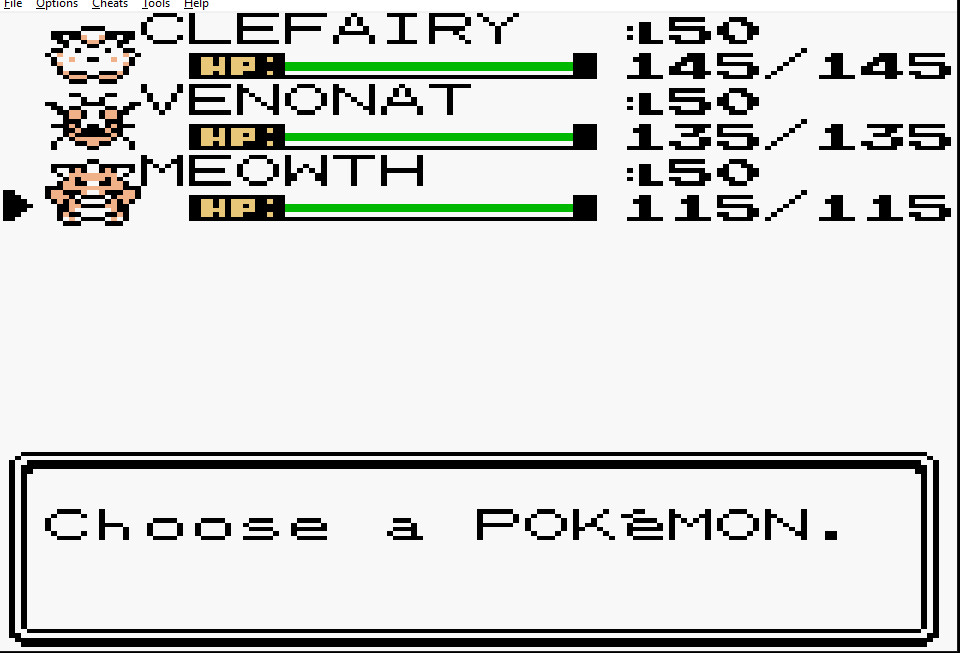 File Options Cheats Tools Help
CLEFAIRY :L50
HP: 145/145
VENONAT :L50
HP: 135/135
MEOWTH :L50
HP: 115/115
Choose a POKéMON.